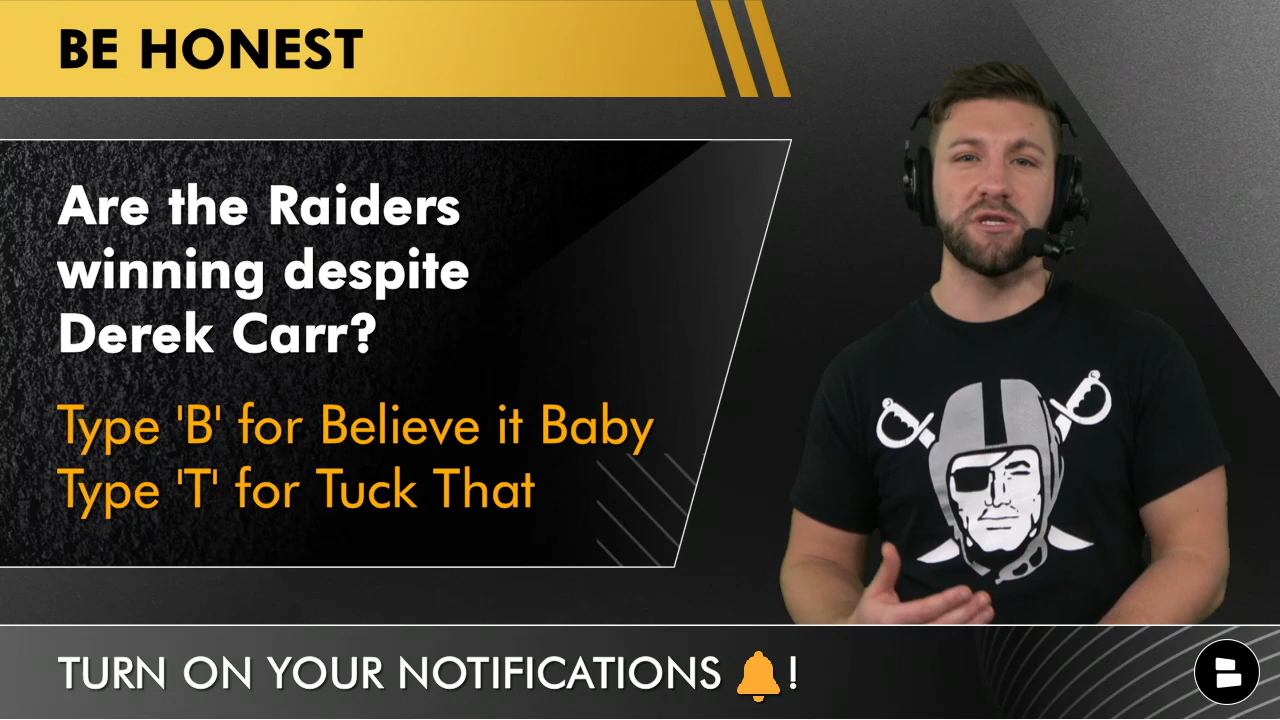 BE HONEST
Are the Raiders
winning despite
Derek Carr?
Type 'B' for Believe it Baby
Type 'T' for Tuck That
TURN ON YOUR NOTIFICATIONS 🔔!